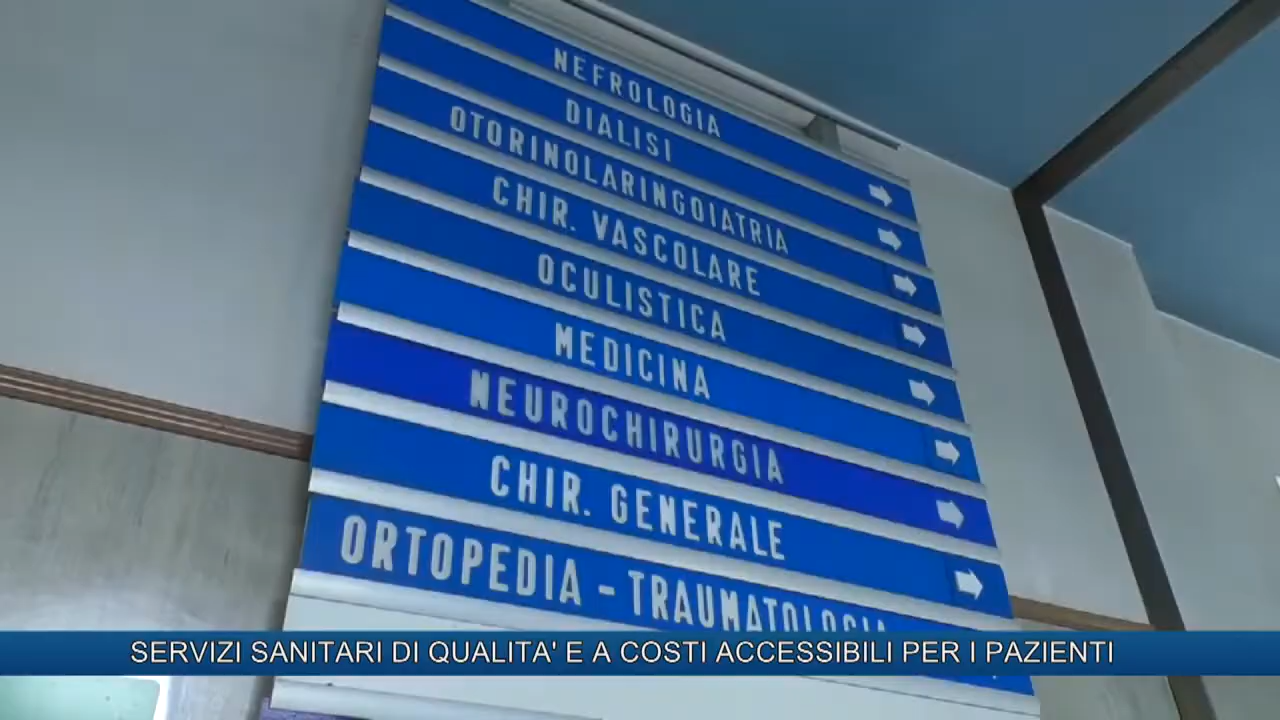 NEFROLOGIA
DIALISI
OTORINOLARINGOIATRIA
CHIR. VASCOLARE
OCULISTICA
MEDICINA
NEUROCHIRURGIA
CHIR. GENERALE
ORTOPEDIA - TRAUMATOLOGIA
SERVIZI SANITARI DI QUALITA' E A COSTI ACCESSIBILI PER I PAZIENTI